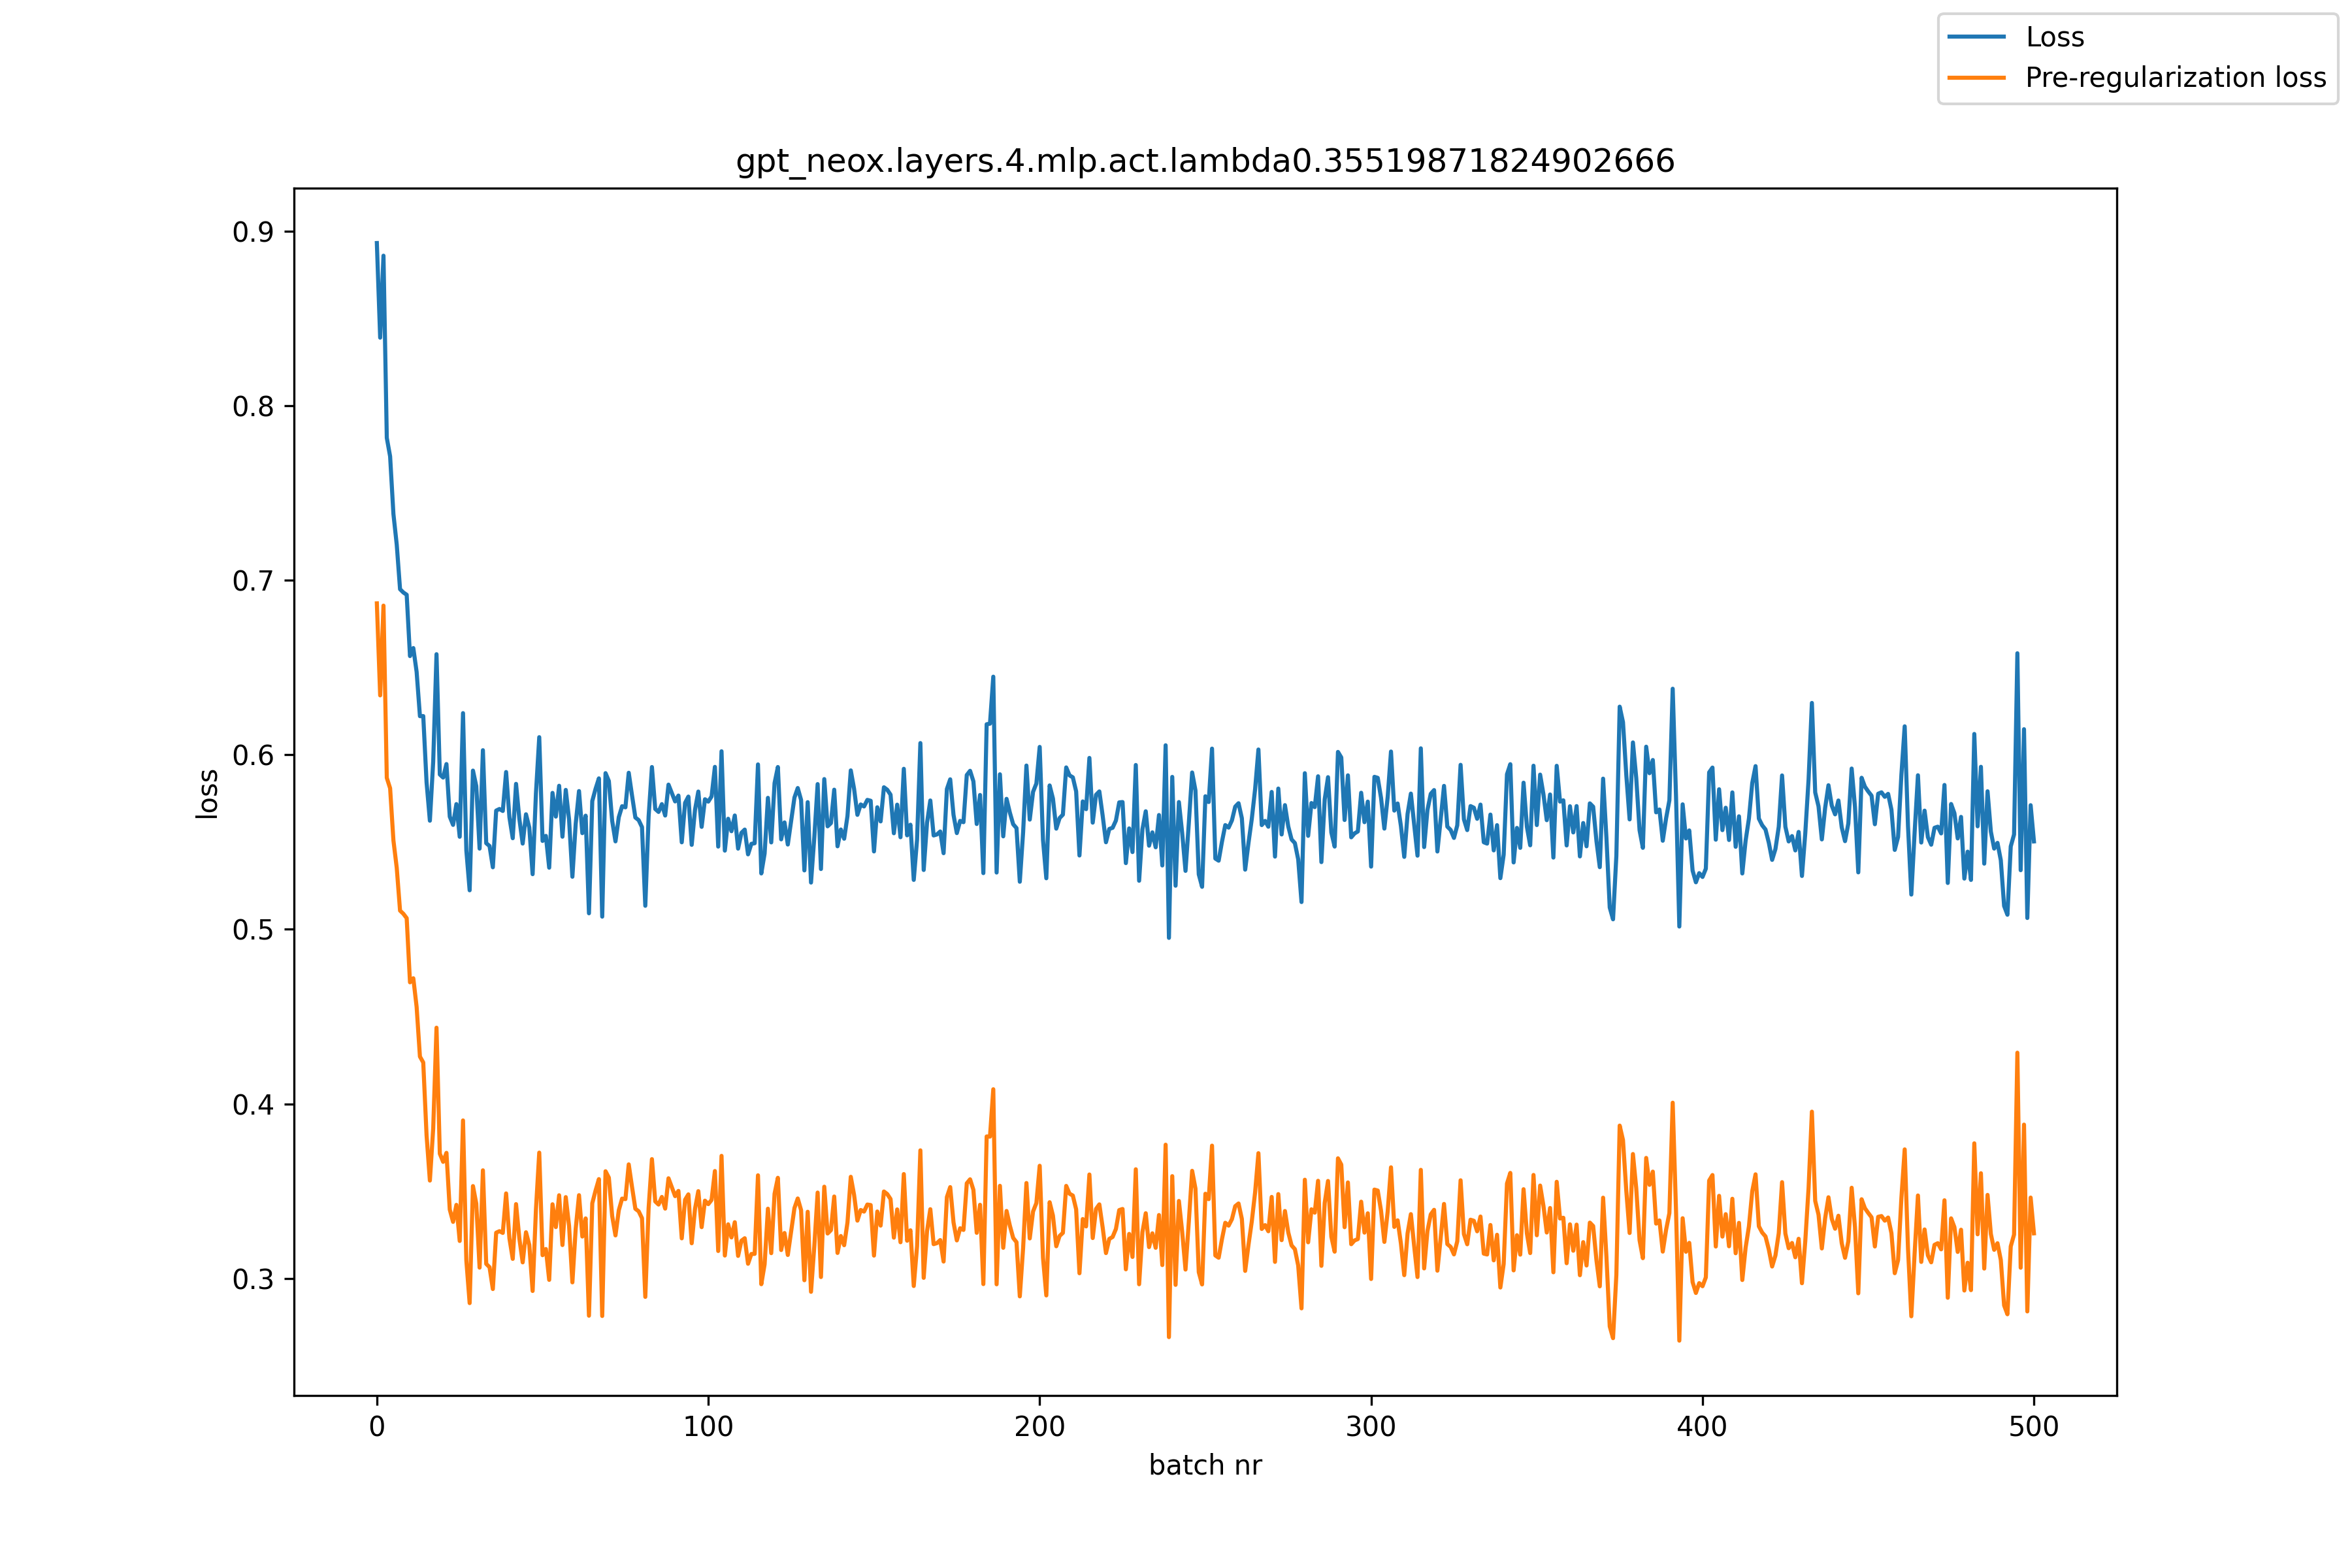 Loss
Pre-regularization loss
gpt_neox.layers.4.mlp.act.lambda0.35519871824902666
0.9
0.8
0.7
0.6
0.5
0.4
0.3
loss
0 100 200 300 400 500
batch nr